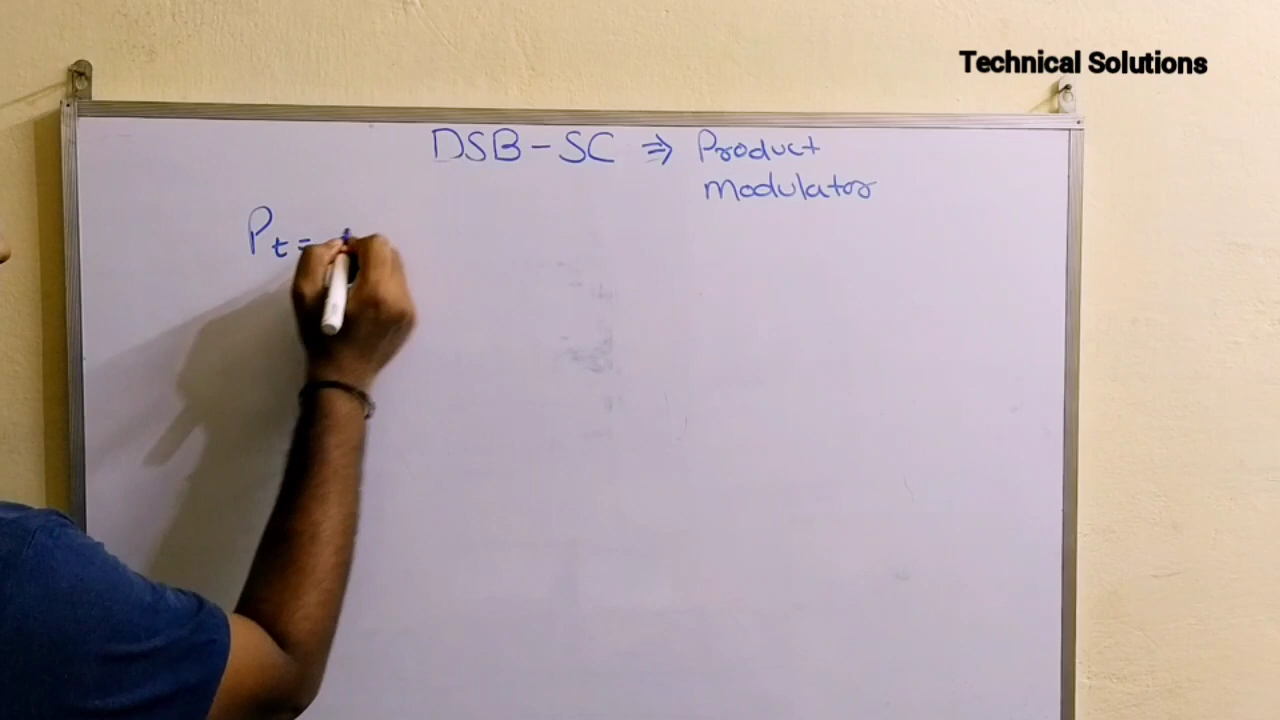 Technical Solutions
DSB-SC ⇒ Product
modulator
Pt =